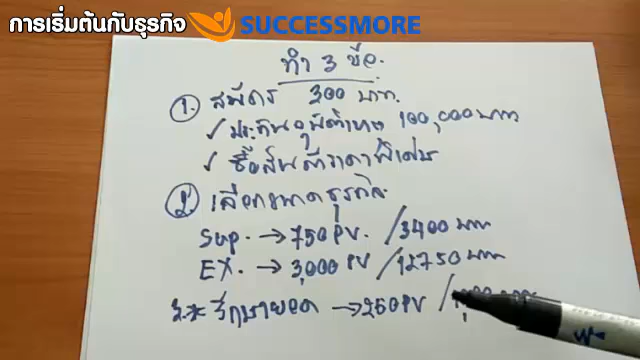 การเริ่มต้นกับธุรกิจ SUCCESSMORE
ทำ 3 ข้อ.
1. สมัคร 300 บาท.
✓ ประกันอุบัติเหตุ 100,000 บาท
✓ ซื้อสินค้าราคาพิเศษ
2. เลือกขนาดธุรกิจ
Sup. → 750 PV. / 3400 บาท
EX. → 3,000 PV / 12750 บาท
รักษายอด → 250 PV /